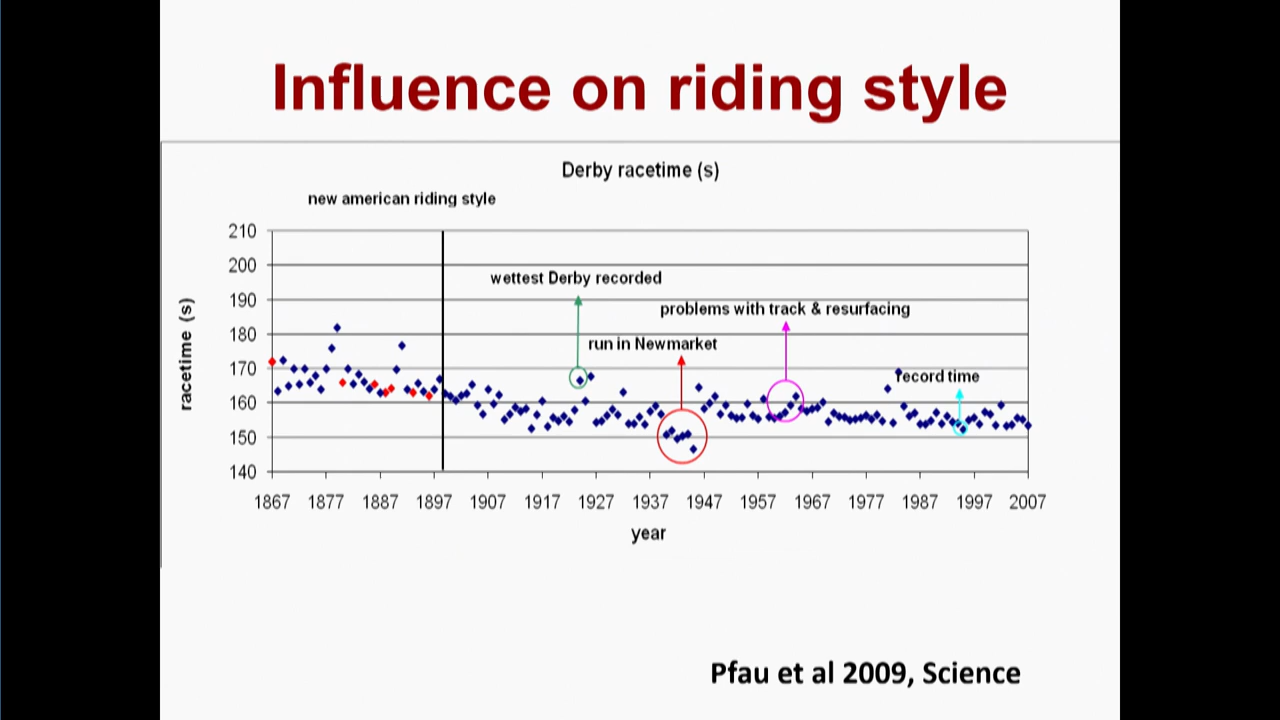 Influence on riding style
Derby racetime (s)
new american riding style
210
200
190
180
170
160
150
140
racetime (s)
wettest Derby recorded
problems with track & resurfacing
run in Newmarket
record time
1867 1877 1887 1897 1907 1917 1927 1937 1947 1957 1967 1977 1987 1997 2007
year
Pfau et al 2009, Science